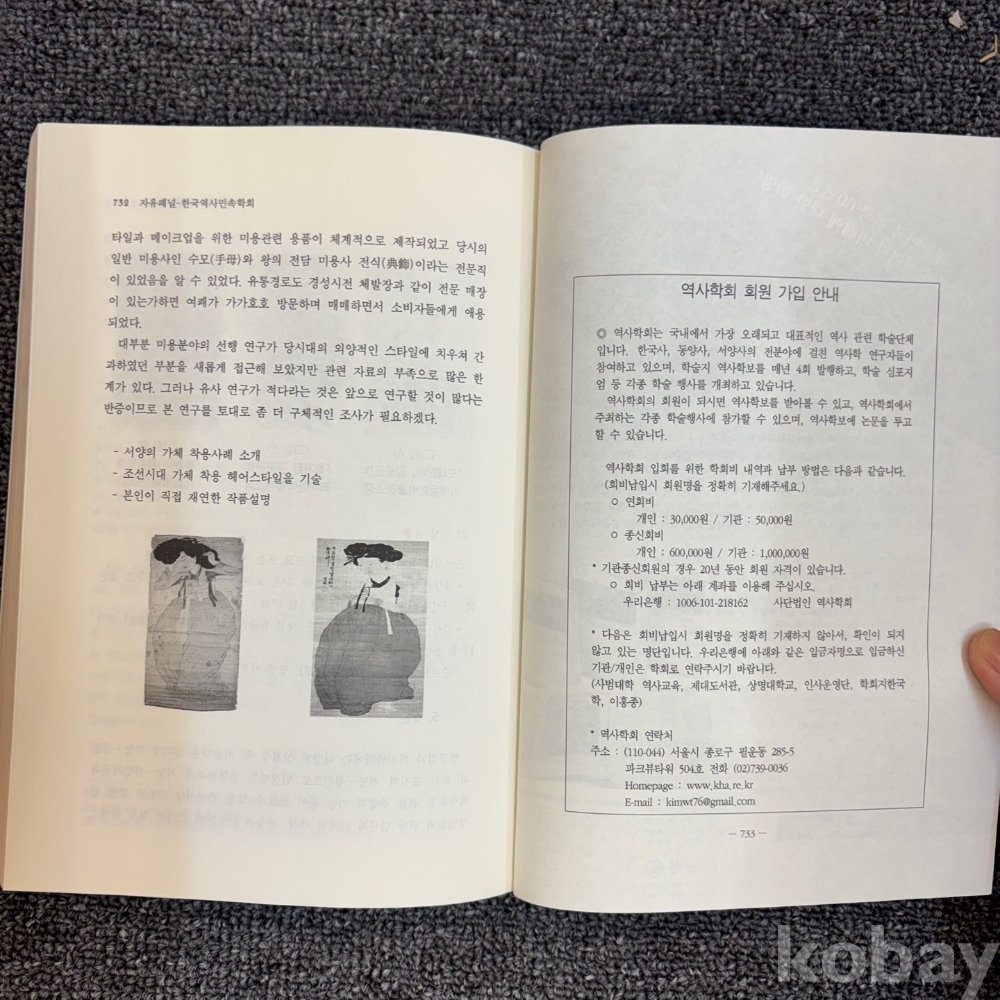 732 자유패널-한국역사민속학회
타일과 메이크업을 위한 미용관련 용품이 체계적으로 제작되었고 당시의
일반 미용사인 수모(手母)와 왕의 전담 미용사 전식(典飾)이라는 전문직
이 있었음을 알 수 있었다. 유통경로도 경성시전 체발장과 같이 전문 매장
이 있는가하면 여쾌가 가가호호 방문하며 매매하면서 소비자들에게 애용
되었다.
대부분 미용분야의 선행 연구가 당시대의 외양적인 스타일에 치우쳐 간
과하였던 부분을 새롭게 접근해 보았지만 관련 자료의 부족으로 많은 한
계가 있다. 그러나 유사 연구가 적다라는 것은 앞으로 연구할 것이 많다는
반증이므로 본 연구를 토대로 좀 더 구체적인 조사가 필요하겠다.
- 서양의 가체 착용사례 소개
- 조선시대 가체 착용 헤어스타일을 기술
- 본인이 직접 재연한 작품설명
역사학회 회원 가입 안내
◎ 역사학회는 국내에서 가장 오래되고 대표적인 역사 관련 학술단체
입니다. 한국사, 동양사, 서양사의 전분야에 걸친 역사학 연구자들이
참여하고 있으며, 학술지 역사학보를 매년 4회 발행하고, 학술 심포지
엄 등 각종 학술 행사를 개최하고 있습니다.
역사학회의 회원이 되시면 역사학보를 받아볼 수 있고, 역사학회에서
주최하는 각종 학술행사에 참가할 수 있으며, 역사학보에 논문을 투고
할 수 있습니다.
역사학회 입회를 위한 학회비 내역과 납부 방법은 다음과 같습니다.
(회비납입시 회원명을 정확히 기재해주세요.)
○ 연회비
개인 : 30,000원 / 기관 : 50,000원
○ 종신회비
개인 : 600,000원 / 기관 : 1,000,000원
* 기관종신회원의 경우 20년 동안 회원 자격이 있습니다.
○ 회비 납부는 아래 계좌를 이용해 주십시오.
우리은행 : 1006-101-218162 사단법인 역사학회
* 다음은 회비납입시 회원명을 정확히 기재하지 않아서, 확인이 되지
않고 있는 명단입니다. 우리은행에 아래와 같은 입금자명으로 입금하신
기관/개인은 학회로 연락주시기 바랍니다.
(사범대학 역사교육, 제대도서관, 상명대학교, 인사운영단, 학회지한국
학, 이홍종)
* 역사학회 연락처
주소 : (110-044) 서울시 종로구 필운동 285-5
파크뷰타워 504호 전화 (02)739-0036
Homepage : www.kha.re.kr
E-mail : kimwt76@gmail.com
— 733 —
kobay